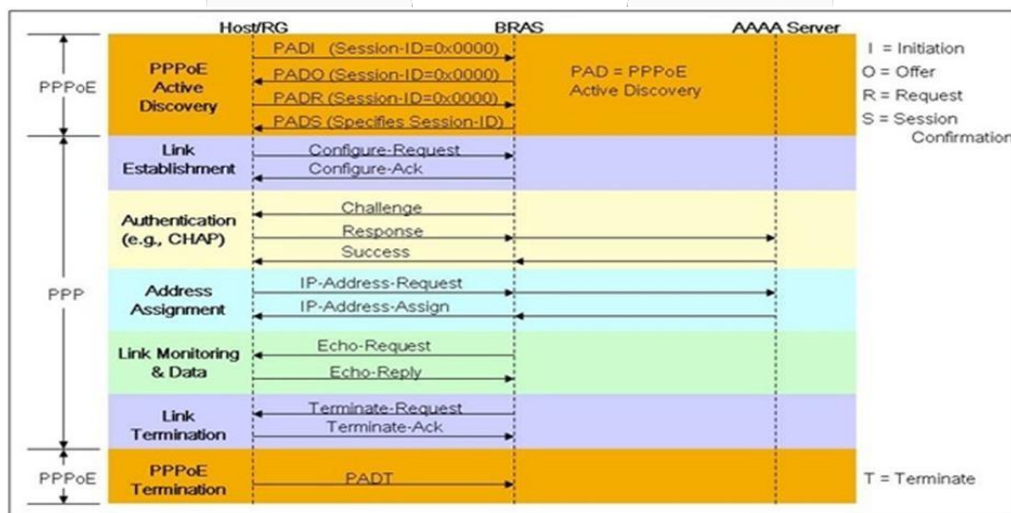 Host/RG BRAS AAAA Server
PPPoE
PPPoE
Active
Discovery
PADI (Session-ID=0x0000)
PADO (Session-ID=0x0000)
PADR (Session-ID=0x0000)
PADS (Specifies Session-ID)
PAD = PPPoE
Active Discovery
I = Initiation
O = Offer
R = Request
S = Session
Confirmation
PPP
Link
Establishment
Configure-Request
Configure-Ack
Authentication
(e.g., CHAP)
Challenge
Response
Success
Address
Assignment
IP-Address-Request
IP-Address-Assign
Link Monitoring
& Data
Echo-Request
Echo-Reply
Link
Termination
Terminate-Request
Terminate-Ack
PPPoE
PPPoE
Termination
PADT
T = Terminate